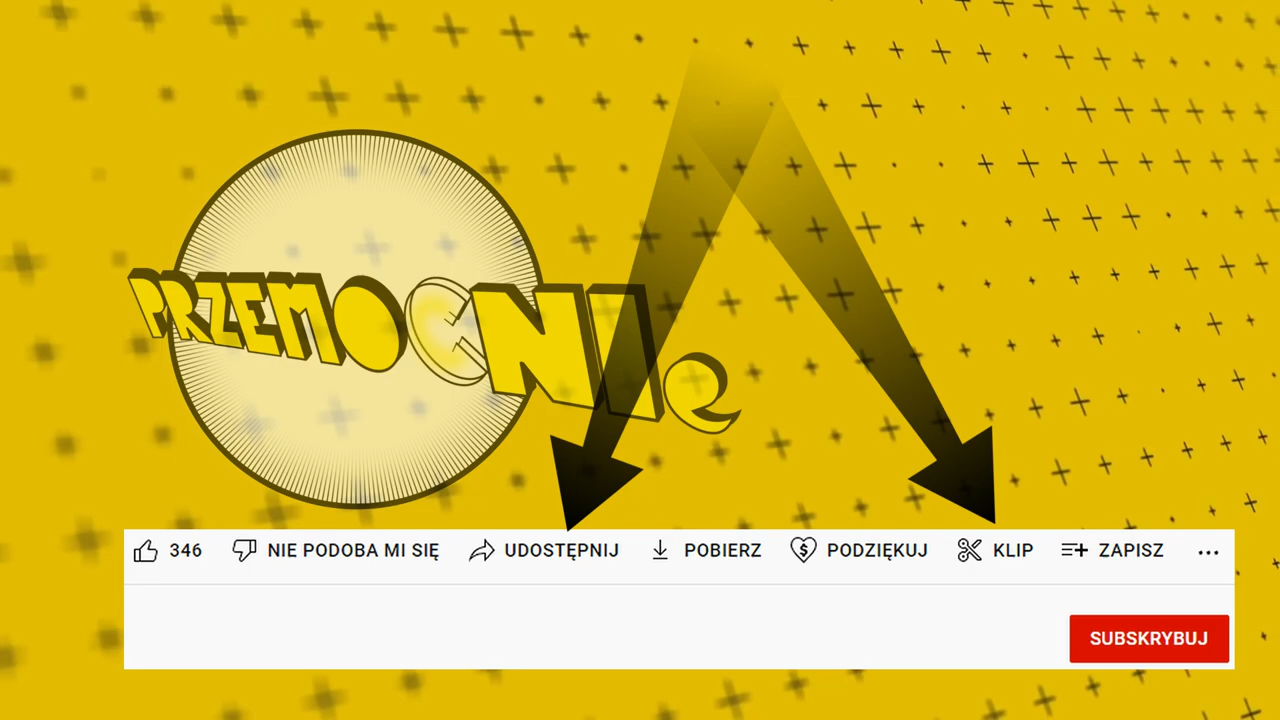 PRZEMOCNIe
346 NIE PODOBA MI SIĘ UDOSTĘPNIJ POBIERZ PODZIĘKUJ KLIP ZAPISZ ...
SUBSKRYBUJ